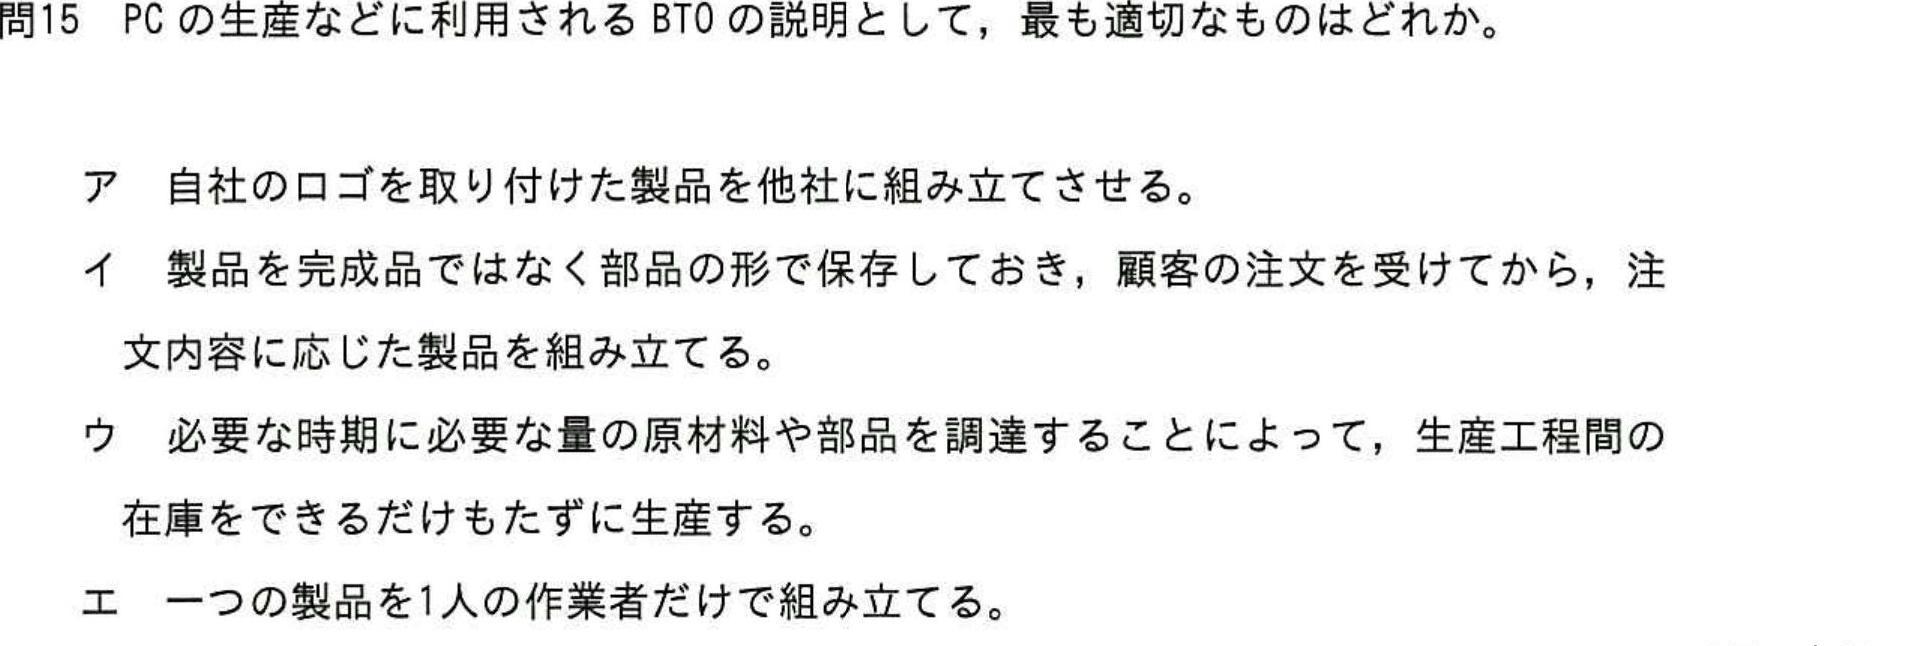 問15 PCの生産などに利用されるBTOの説明として，最も適切なものはどれか。
ア 自社のロゴを取り付けた製品を他社に組み立てさせる。
イ 製品を完成品ではなく部品の形で保存しておき，顧客の注文を受けてから，注
文内容に応じた製品を組み立てる。
ウ 必要な時期に必要な量の原材料や部品を調達することによって，生産工程間の
在庫をできるだけもたずに生産する。
エ 一つの製品を1人の作業者だけで組み立てる。